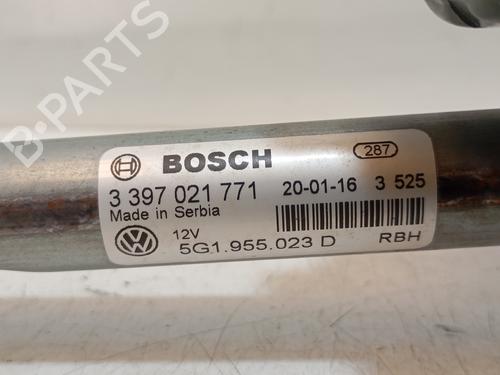 BOSCH
287
3 397 021 771
20-01-16
3 525
Made in Serbia
12V
5G1.955.023 D
RBH
B-PARTS